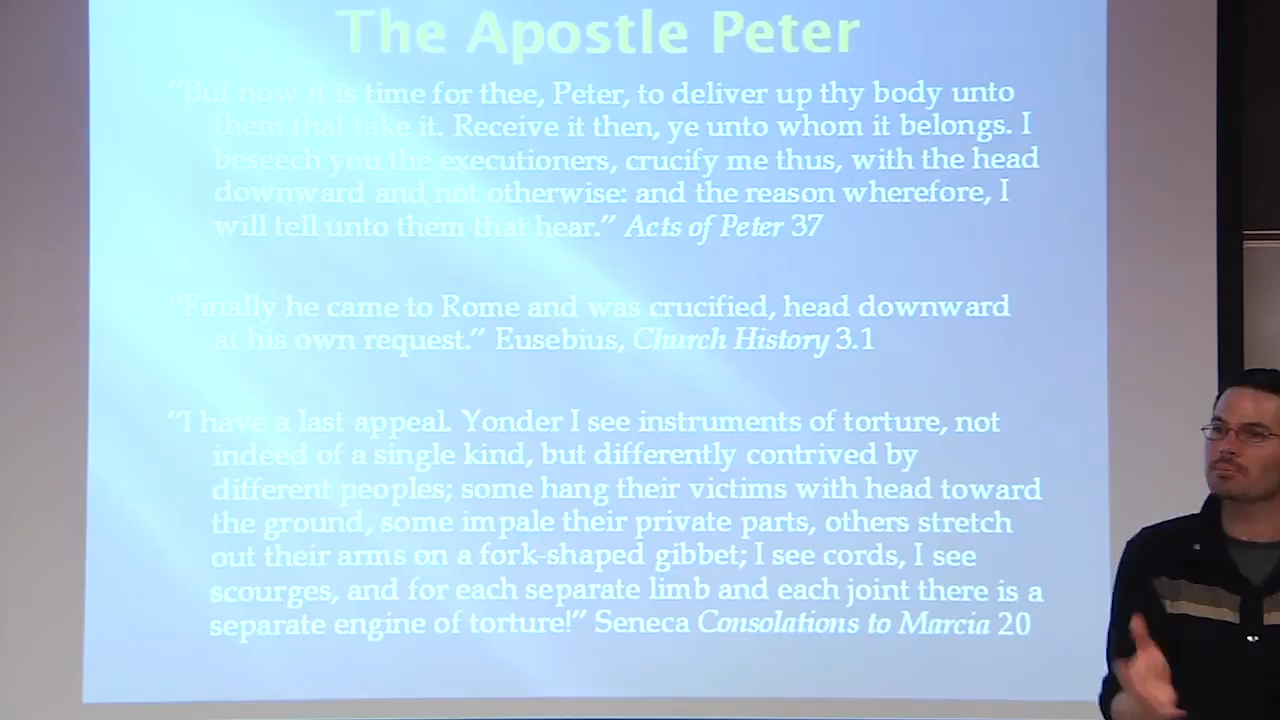 The Apostle Peter
“But now it is time for thee, Peter, to deliver up thy body unto
them that take it. Receive it then, ye unto whom it belongs. I
beseech you the executioners, crucify me thus, with the head
downward and not otherwise: and the reason wherefore, I
will tell unto them that hear.” Acts of Peter 37
“Finally he came to Rome and was crucified, head downward
at his own request.” Eusebius, Church History 3.1
“I have a last appeal. Yonder I see instruments of torture, not
indeed of a single kind, but differently contrived by
different peoples; some hang their victims with head toward
the ground, some impale their private parts, others stretch
out their arms on a fork-shaped gibbet; I see cords, I see
scourges, and for each separate limb and each joint there is a
separate engine of torture!” Seneca Consolations to Marcia 20